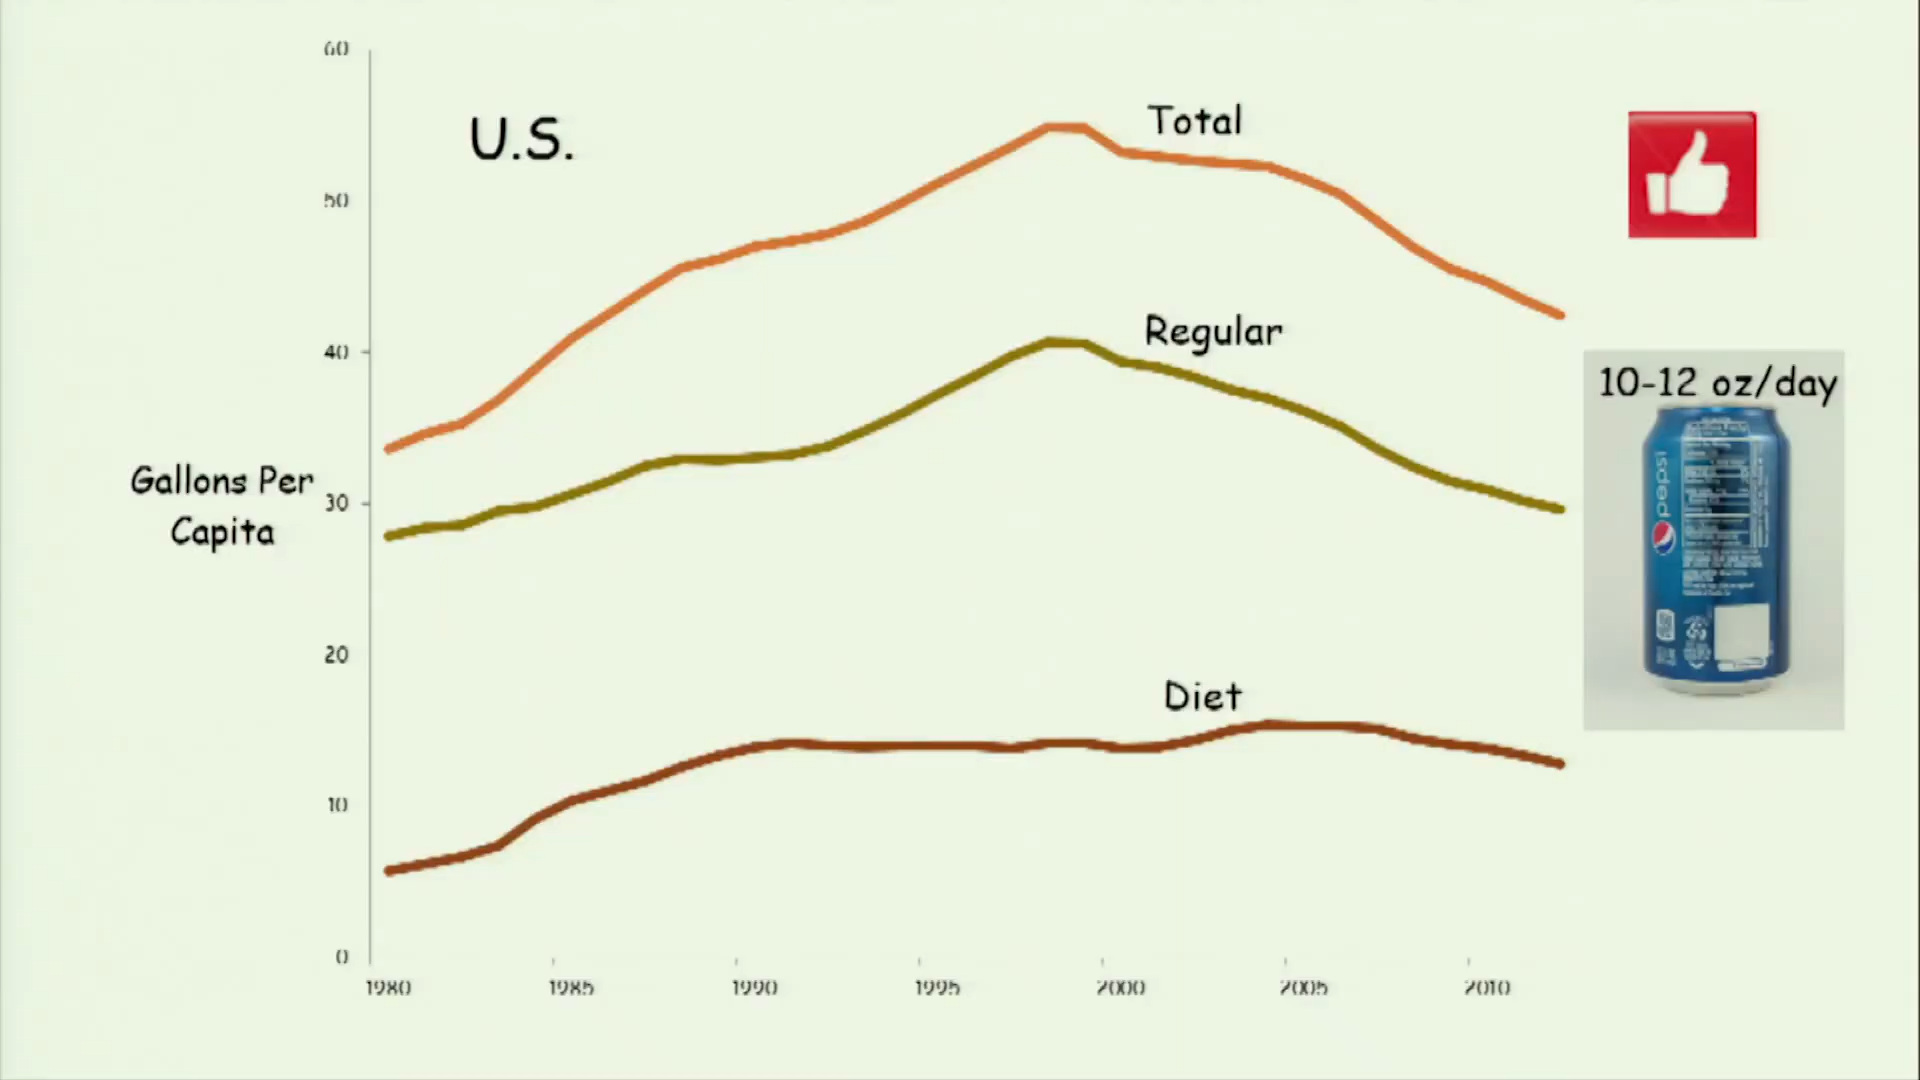 60
U.S.
Total
50
Regular
40
10-12 oz/day
pepsi
Gallons Per
Capita
30
20
Diet
10
0
1980 1985 1990 1995 2000 2005 2010